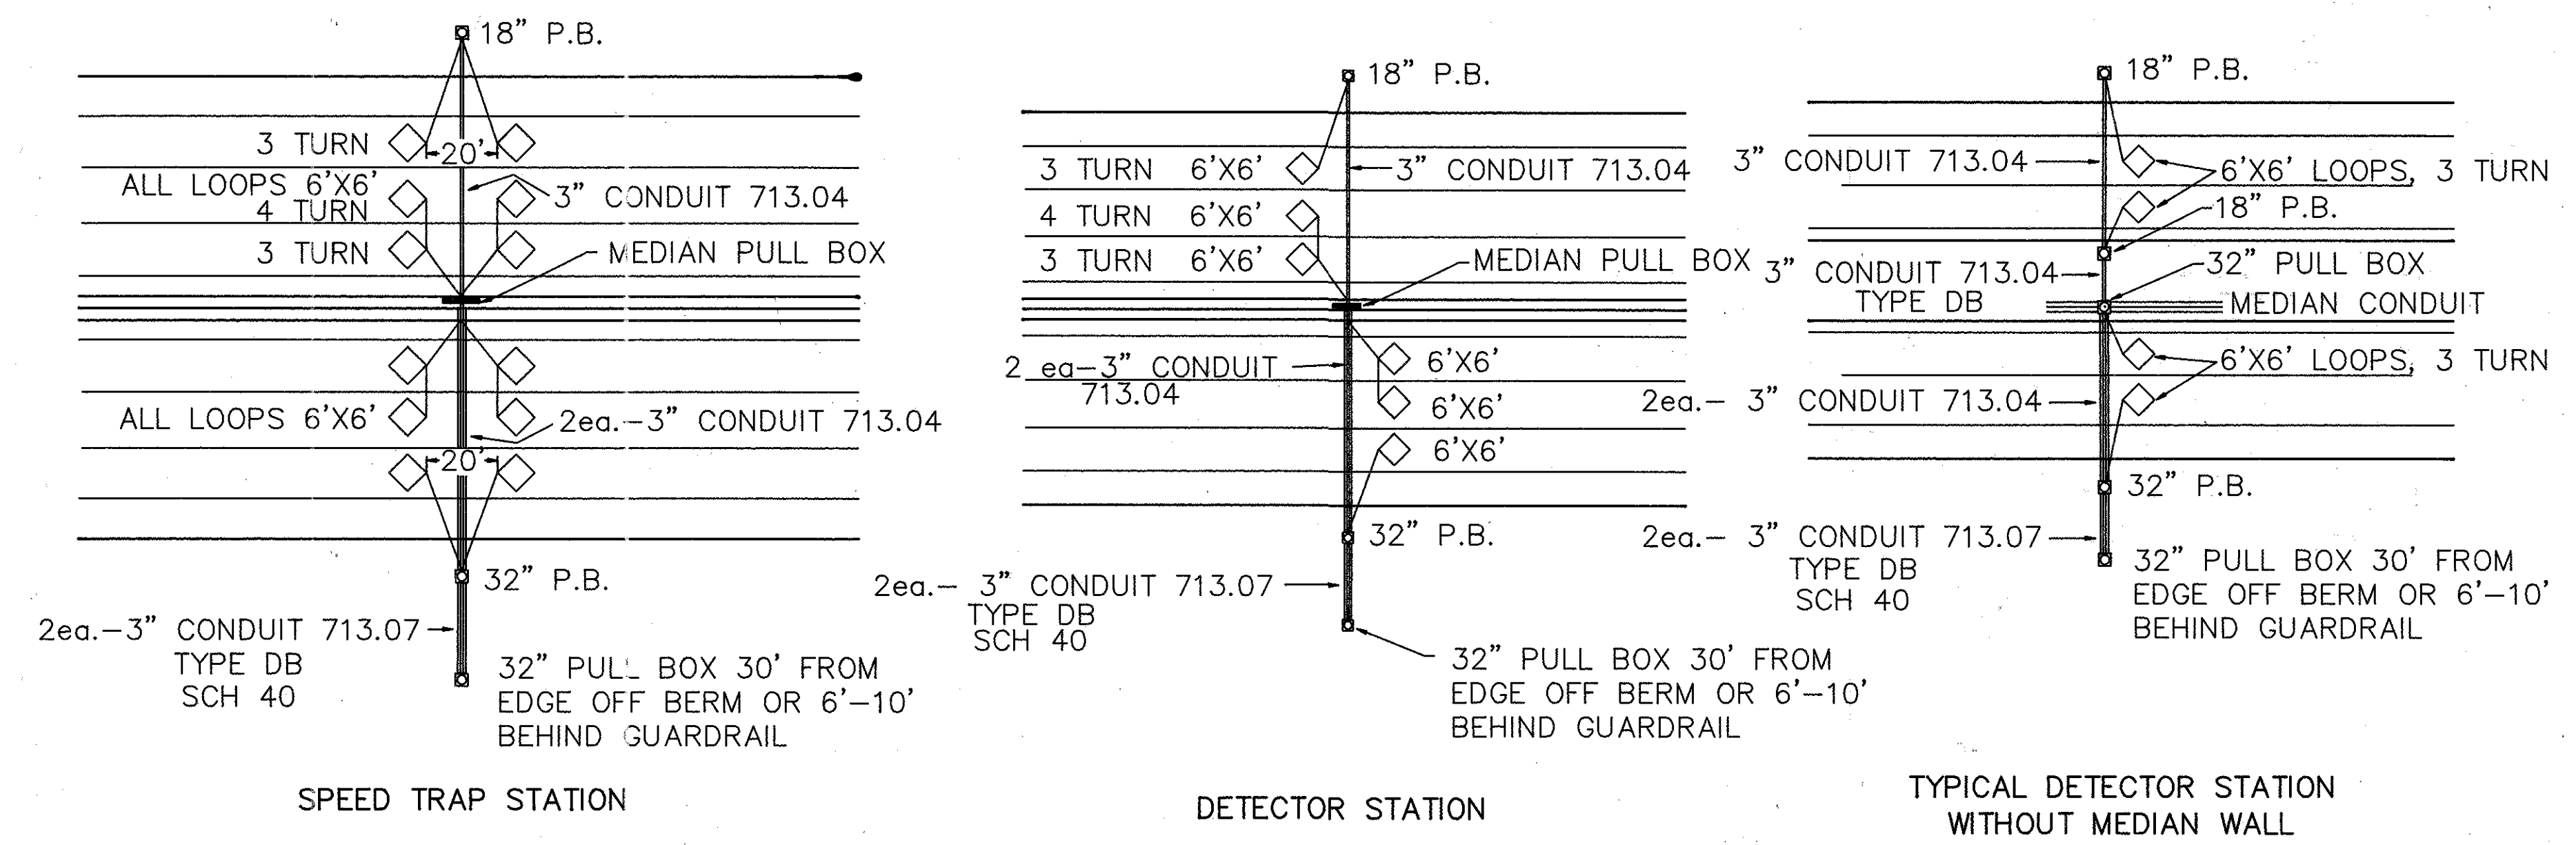 18" P.B.
3 TURN
20'
ALL LOOPS 6'X6'
4 TURN
3" CONDUIT 713.04
3 TURN
MEDIAN PULL BOX
ALL LOOPS 6'X6'
2ea.-3" CONDUIT 713.04
20'
32" P.B.
2ea.-3" CONDUIT 713.07
TYPE DB
SCH 40
32" PULL BOX 30' FROM
EDGE OFF BERM OR 6'-10'
BEHIND GUARDRAIL
SPEED TRAP STATION
18" P.B.
3 TURN 6'X6'
3" CONDUIT 713.04
4 TURN 6'X6'
3 TURN 6'X6'
MEDIAN PULL BOX
2 ea-3" CONDUIT
713.04
6'X6'
6'X6'
6'X6'
32" P.B.
2ea.- 3" CONDUIT 713.07
TYPE DB
SCH 40
32" PULL BOX 30' FROM
EDGE OFF BERM OR 6'-10'
BEHIND GUARDRAIL
DETECTOR STATION
18" P.B.
3" CONDUIT 713.04
6'X6' LOOPS, 3 TURN
18" P.B.
3" CONDUIT 713.04
TYPE DB
32" PULL BOX
MEDIAN CONDUIT
6'X6' LOOPS, 3 TURN
2ea.- 3" CONDUIT 713.04
32" P.B.
2ea.- 3" CONDUIT 713.07
TYPE DB
SCH 40
32" PULL BOX 30' FROM
EDGE OFF BERM OR 6'-10'
BEHIND GUARDRAIL
TYPICAL DETECTOR STATION
WITHOUT MEDIAN WALL